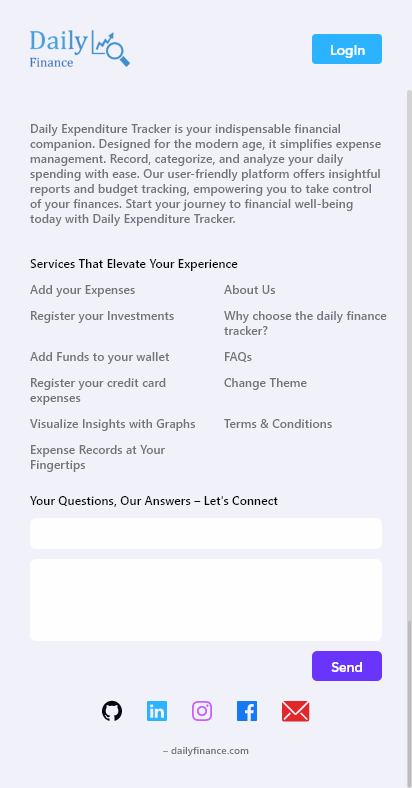 Daily
Finance
LogIn
Daily Expenditure Tracker is your indispensable financial
companion. Designed for the modern age, it simplifies expense
management. Record, categorize, and analyze your daily
spending with ease. Our user-friendly platform offers insightful
reports and budget tracking, empowering you to take control
of your finances. Start your journey to financial well-being
today with Daily Expenditure Tracker.
Services That Elevate Your Experience
Add your Expenses
About Us
Register your Investments
Why choose the daily finance
tracker?
Add Funds to your wallet
FAQs
Register your credit card
expenses
Change Theme
Visualize Insights with Graphs
Terms & Conditions
Expense Records at Your
Fingertips
Your Questions, Our Answers – Let's Connect
Send
– dailyfinance.com